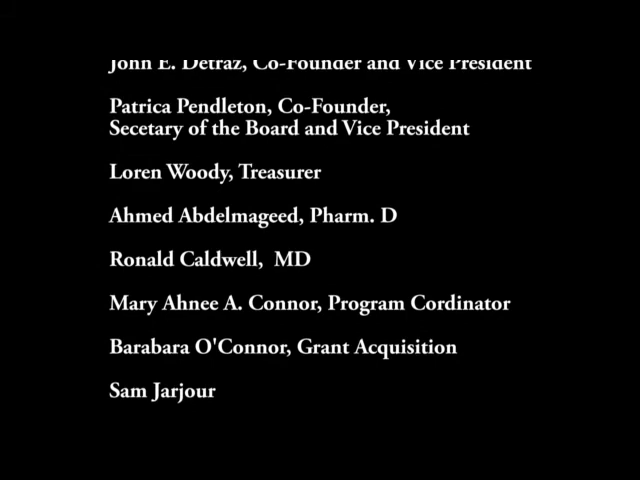 John E. Detraz, Co-Founder and Vice President
Patrica Pendleton, Co-Founder,
Secetary of the Board and Vice President
Loren Woody, Treasurer
Ahmed Abdelmageed, Pharm. D
Ronald Caldwell, MD
Mary Ahnee A. Connor, Program Cordinator
Barabara O'Connor, Grant Acquisition
Sam Jarjour